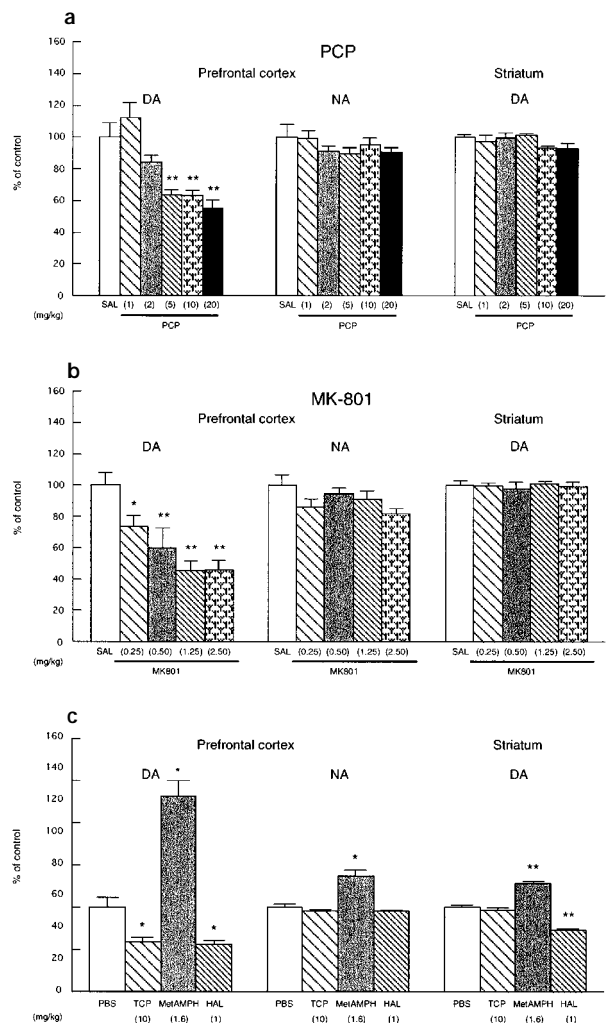 a
PCP
Prefrontal cortex Striatum
DA NA DA
% of control
160
140
120
100
80
60
40
20
0
** ** **
SAL (1) (2) (5) (10) (20) SAL (1) (2) (5) (10) (20) SAL (1) (2) (5) (10) (20)
(mg/kg)
PCP PCP PCP
b
MK-801
Prefrontal cortex Striatum
DA NA DA
% of control
160
140
120
100
80
60
40
20
0
* ** ** **
SAL (0.25) (0.50) (1.25) (2.50) SAL (0.25) (0.50) (1.25) (2.50) SAL (0.25) (0.50) (1.25) (2.50)
(mg/kg)
MK801 MK801 MK801
c
Prefrontal cortex Striatum
DA NA DA
% of control
160
140
120
100
80
60
40
20
0
* * * * ** **
PBS TCP MetAMPH HAL PBS TCP MetAMPH HAL PBS TCP MetAMPH HAL
(mg/kg) (10) (1.6) (1) (10) (1.6) (1) (10) (1.6) (1)